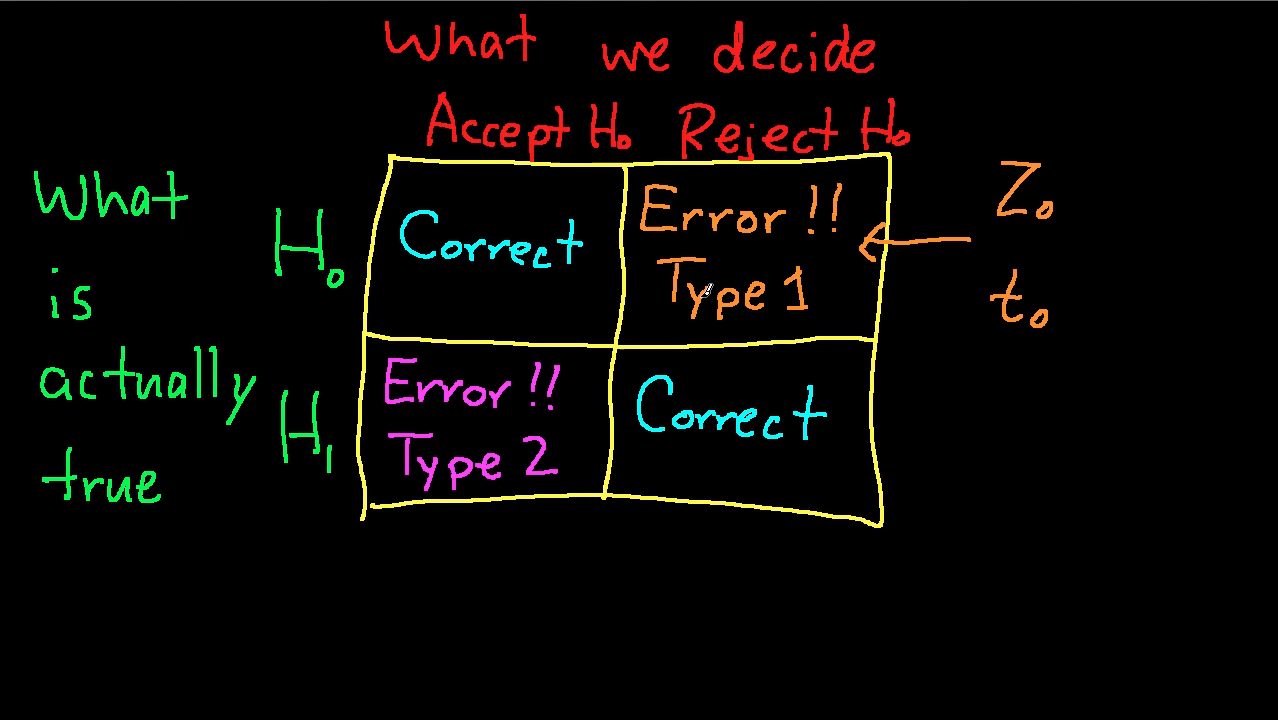 What we decide
Accept H₀ Reject H₀
What
is
actually
true
H₀
Correct
Error !!
Type 1
Z₀
t₀
H₁
Error !!
Type 2
Correct